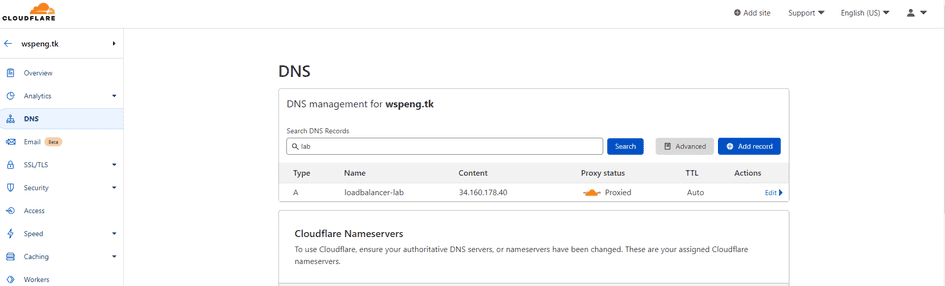 CLOUDFLARE
Add site Support English (US)
wspeng.tk
Overview
Analytics
DNS
Email Beta
SSL/TLS
Security
Access
Speed
Caching
Workers
DNS
DNS management for wspeng.tk
Search DNS Records
lab Search Advanced Add record
Type Name Content Proxy status TTL Actions
A loadbalancer-lab 34.160.178.40 Proxied Auto Edit
Cloudflare Nameservers
To use Cloudflare, ensure your authoritative DNS servers, or nameservers have been changed. These are your assigned Cloudflare
nameservers.